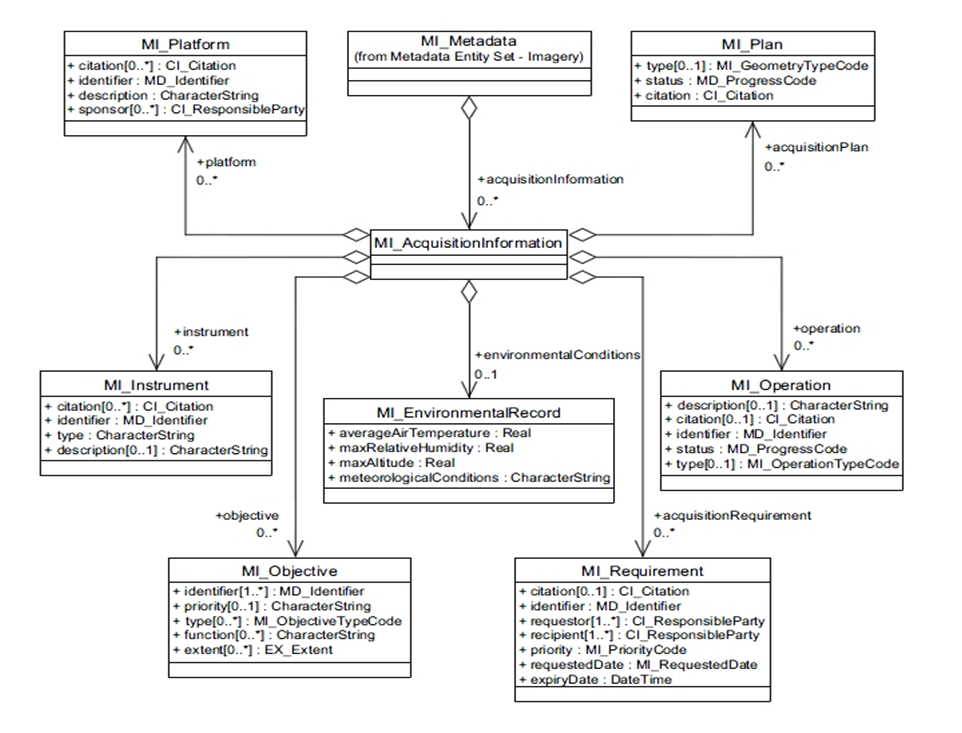 MI_Platform
+ citation[0..*] : CI_Citation
+ identifier : MD_Identifier
+ description : CharacterString
+ sponsor[0..*] : CI_ResponsibleParty
MI_Metadata
(from Metadata Entity Set - Imagery)
MI_Plan
+ type[0..1] : MI_GeometryTypeCode
+ status : MD_ProgressCode
+ citation : CI_Citation
+platform
0..*
+acquisitionInformation
0..*
+acquisitionPlan
0..*
MI_AcquisitionInformation
+instrument
0..*
+environmentalConditions
0..1
+operation
0..*
MI_Instrument
+ citation[0..*] : CI_Citation
+ identifier : MD_Identifier
+ type : CharacterString
+ description[0..1] : CharacterString
MI_EnvironmentalRecord
+ averageAirTemperature : Real
+ maxRelativeHumidity : Real
+ maxAltitude : Real
+ meteorologicalConditions : CharacterString
MI_Operation
+ description[0..1] : CharacterString
+ citation[0..1] : CI_Citation
+ identifier : MD_Identifier
+ status : MD_ProgressCode
+ type[0..1] : MI_OperationTypeCode
+objective
0..*
+acquisitionRequirement
0..*
MI_Objective
+ identifier[1..*] : MD_Identifier
+ priority[0..1] : CharacterString
+ type[0..*] : MI_ObjectiveTypeCode
+ function[0..*] : CharacterString
+ extent[0..*] : EX_Extent
MI_Requirement
+ citation[0..1] : CI_Citation
+ identifier : MD_Identifier
+ requestor[1..*] : CI_ResponsibleParty
+ recipient[1..*] : CI_ResponsibleParty
+ priority : MI_PriorityCode
+ requestedDate : MI_RequestedDate
+ expiryDate : DateTime